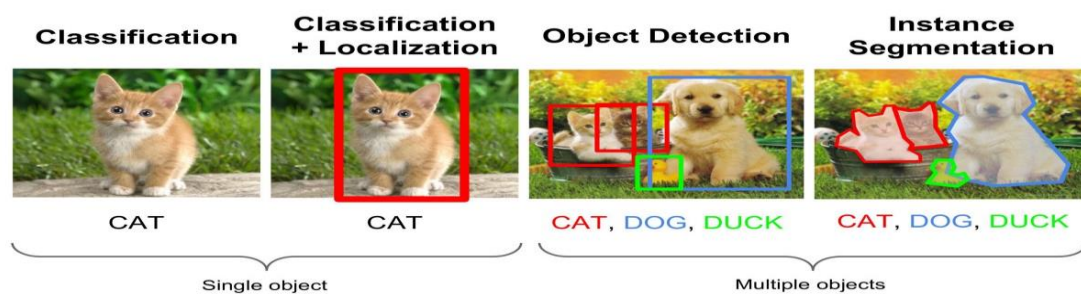 Classification
Classification
+ Localization
Object Detection
Instance
Segmentation
CAT
CAT
CAT, DOG, DUCK
CAT, DOG, DUCK
Single object
Multiple objects